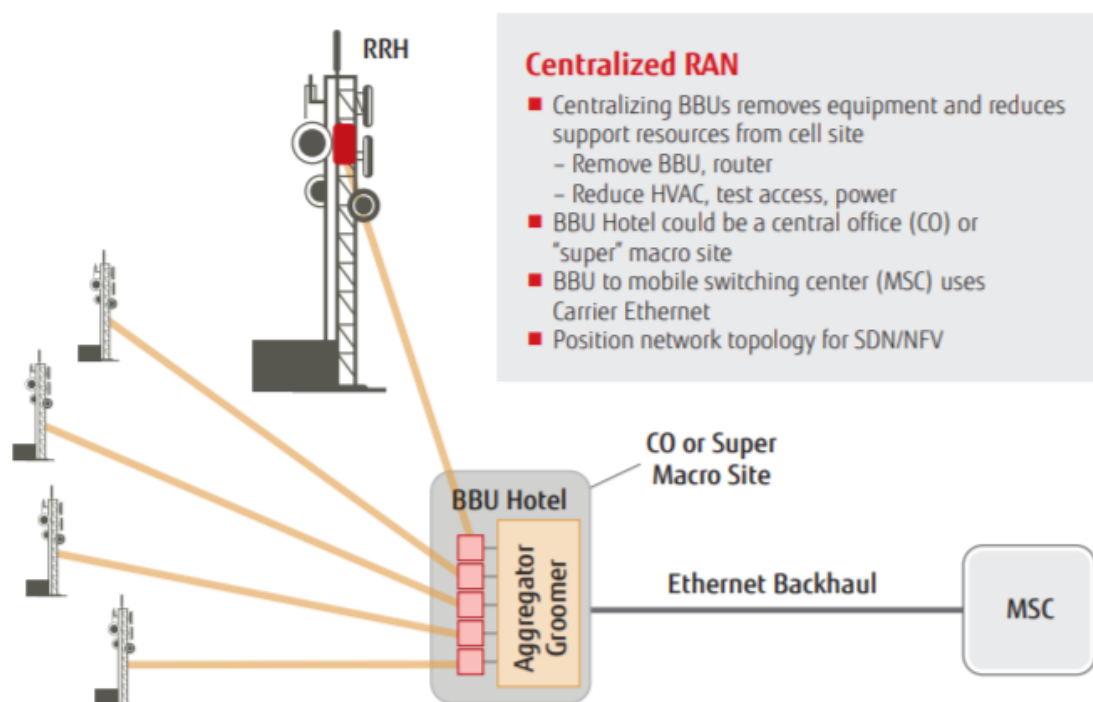 RRH
Centralized RAN
■ Centralizing BBUs removes equipment and reduces
support resources from cell site
– Remove BBU, router
– Reduce HVAC, test access, power
■ BBU Hotel could be a central office (CO) or
"super" macro site
■ BBU to mobile switching center (MSC) uses
Carrier Ethernet
■ Position network topology for SDN/NFV
CO or Super
Macro Site
BBU Hotel
Aggregator
Groomer
Ethernet Backhaul
MSC